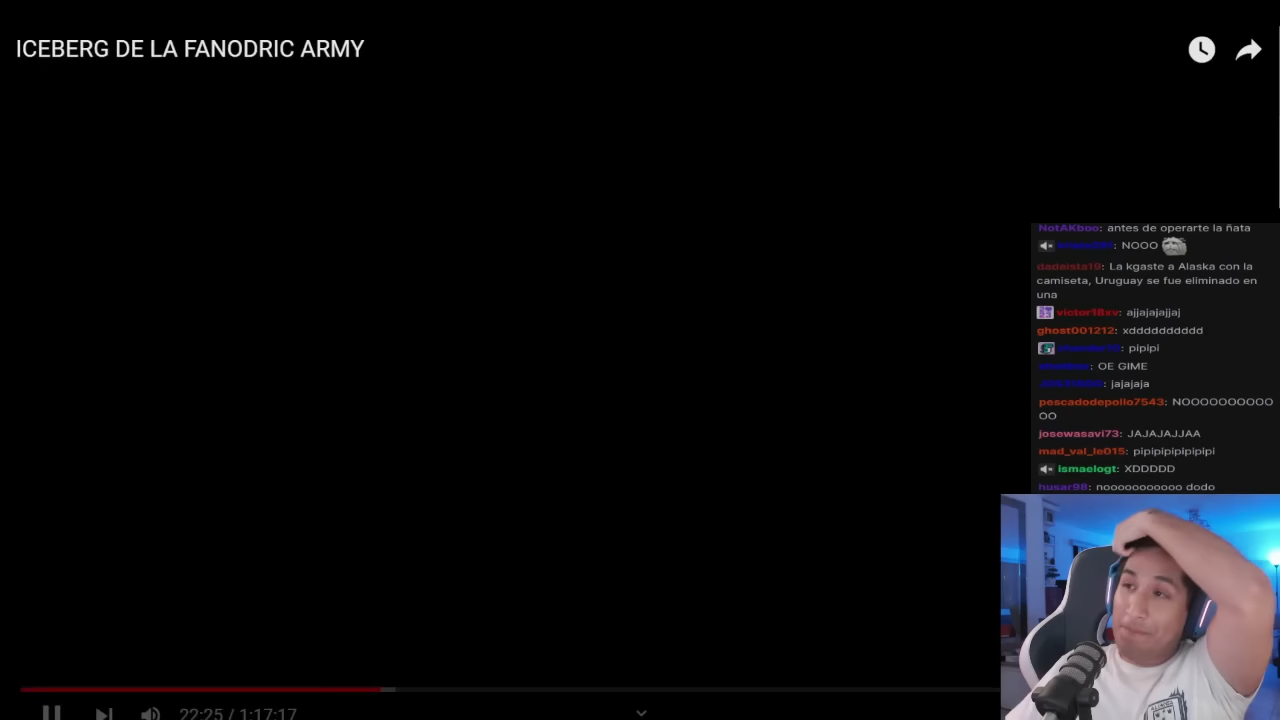 ICEBERG DE LA FANODRIC ARMY
NotAKboo: antes de operarte la ñata
: NOOO
dadaista19: La kgaste a Alaska con la
camiseta, Uruguay se fue eliminado en
una
victor18xv: ajjajajajjaj
ghost001212: xdddddddddd
: pipipi
: OE GIME
: jajajaja
pescadodepollo7543: NOOOOOOOOOO
OO
josewasavi73: JAJAJAJJAA
mad_val_le015: pipipipipipipipi
ismaelogt: XDDDDD
husar98: nooooooooooo dodo
22:25 / 1:17:17